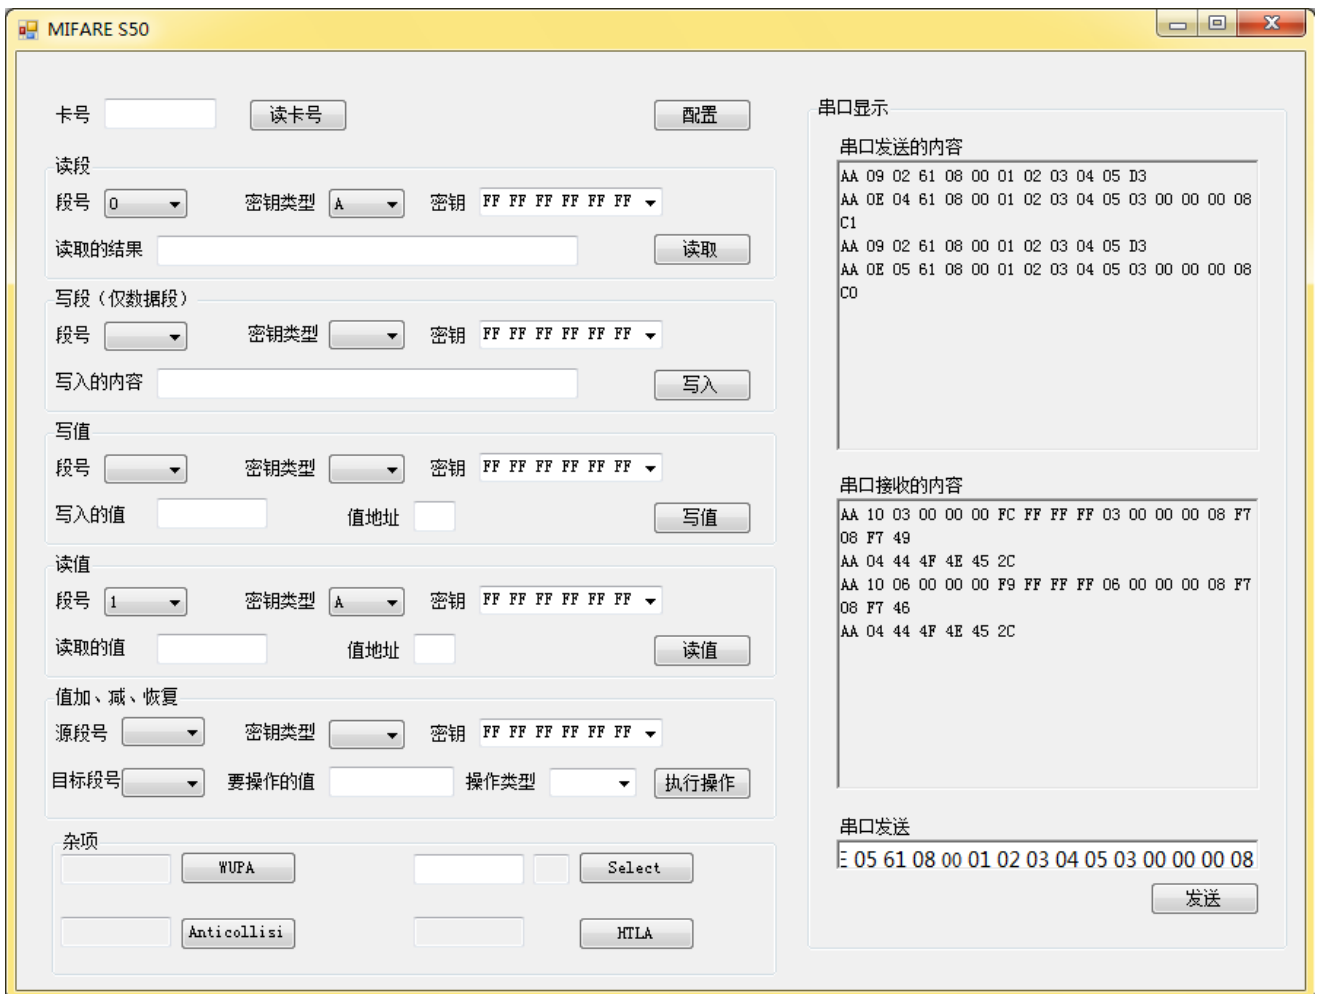 MIFARE S50
卡号
读卡号
配置
读段
段号 0 密钥类型 A 密钥 FF FF FF FF FF FF
读取的结果
读取
写段（仅数据段）
段号 密钥类型 密钥 FF FF FF FF FF FF
写入的内容
写入
写值
段号 密钥类型 密钥 FF FF FF FF FF FF
写入的值 值地址
写值
读值
段号 1 密钥类型 A 密钥 FF FF FF FF FF FF
读取的值 值地址
读值
值加、减、恢复
源段号 密钥类型 密钥 FF FF FF FF FF FF
目标段号 要操作的值 操作类型
执行操作
杂项
WUPA
Select
Anticollisi
HTLA
串口显示
串口发送的内容
AA 09 02 61 08 00 01 02 03 04 05 D3
AA 0E 04 61 08 00 01 02 03 04 05 03 00 00 00 08
C1
AA 09 02 61 08 00 01 02 03 04 05 D3
AA 0E 05 61 08 00 01 02 03 04 05 03 00 00 00 08
C0
串口接收的内容
AA 10 03 00 00 00 FC FF FF FF 03 00 00 00 08 F7
08 F7 49
AA 04 44 4F 4E 45 2C
AA 10 06 00 00 00 F9 FF FF FF 06 00 00 00 08 F7
08 F7 46
AA 04 44 4F 4E 45 2C
串口发送
E 05 61 08 00 01 02 03 04 05 03 00 00 00 08
发送